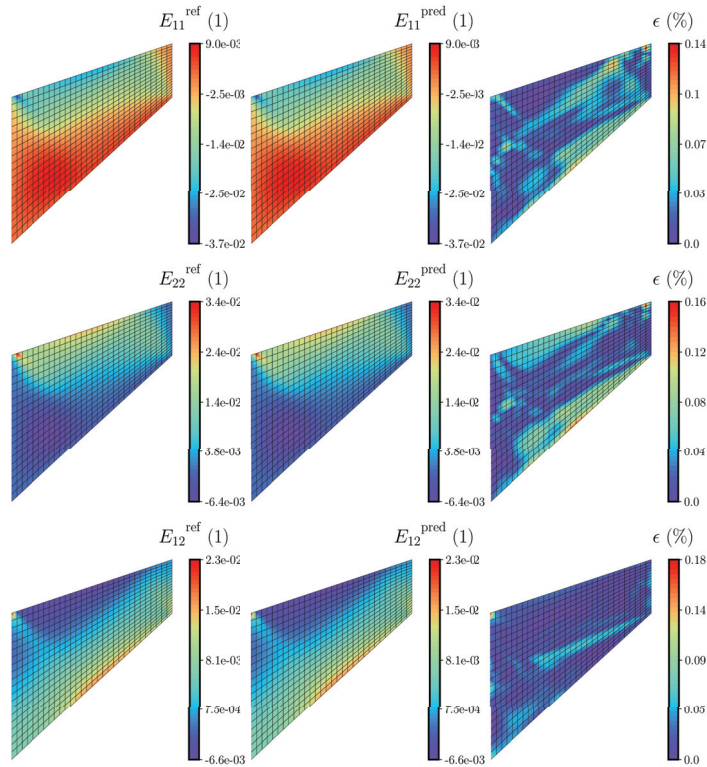 E₁₁ʳᵉᶠ (1) E₁₁ᵖʳᵉᵈ (1) ϵ (%)
9.0e-03 9.0e-03 0.14
-2.5e-03 -2.5e-03 0.1
-1.4e-02 -1.4e-02 0.07
-2.5e-02 -2.5e-02 0.03
-3.7e-02 -3.7e-02 0.0
E₂₂ʳᵉᶠ (1) E₂₂ᵖʳᵉᵈ (1) ϵ (%)
3.4e-02 3.4e-02 0.16
2.4e-02 2.4e-02 0.12
1.4e-02 1.4e-02 0.08
3.8e-03 3.8e-03 0.04
-6.4e-03 -6.4e-03 0.0
E₁₂ʳᵉᶠ (1) E₁₂ᵖʳᵉᵈ (1) ϵ (%)
2.3e-02 2.3e-02 0.18
1.5e-02 1.5e-02 0.14
8.1e-03 8.1e-03 0.09
7.5e-04 7.5e-04 0.05
-6.6e-03 -6.6e-03 0.0